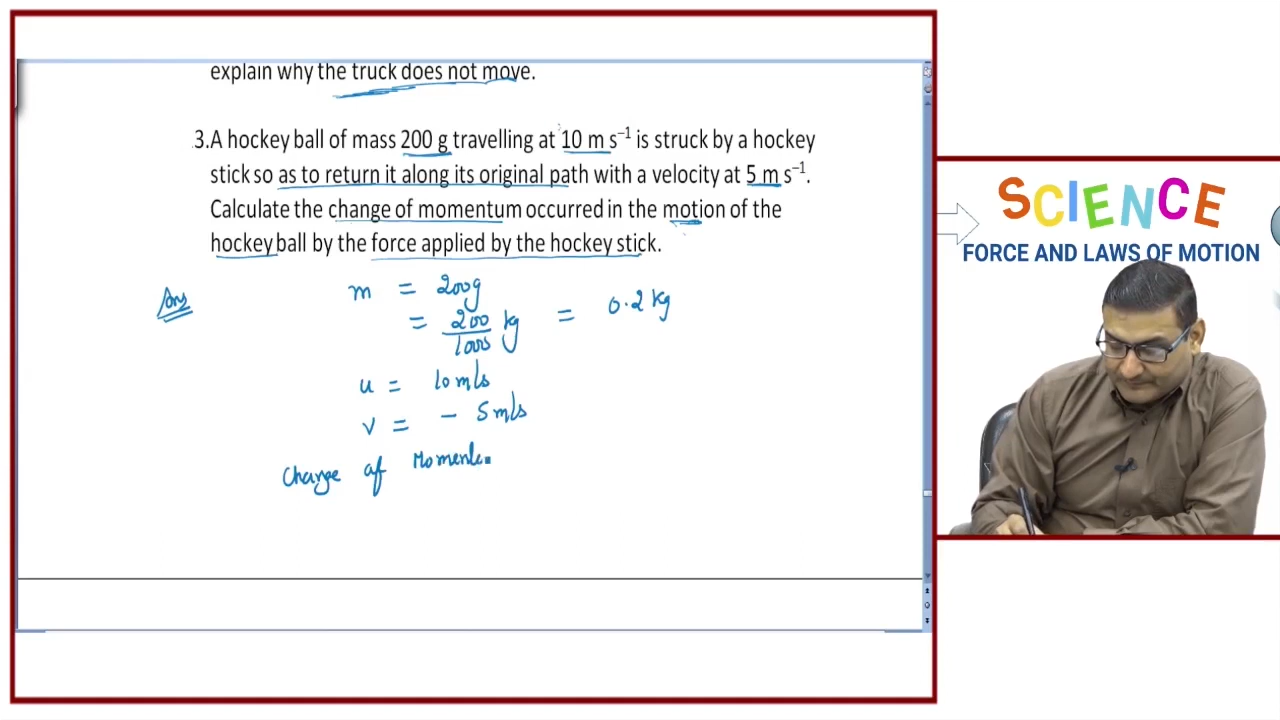 explain why the truck does not move.
3.A hockey ball of mass 200 g travelling at 10 m s⁻¹ is struck by a hockey
stick so as to return it along its original path with a velocity at 5 m s⁻¹.
Calculate the change of momentum occurred in the motion of the
hockey ball by the force applied by the hockey stick.
Ans
m = 200g
= 200/1000 kg = 0.2 kg
u = 10 m/s
v = - 5 m/s
Change of Momentu
SCIENCE
FORCE AND LAWS OF MOTION